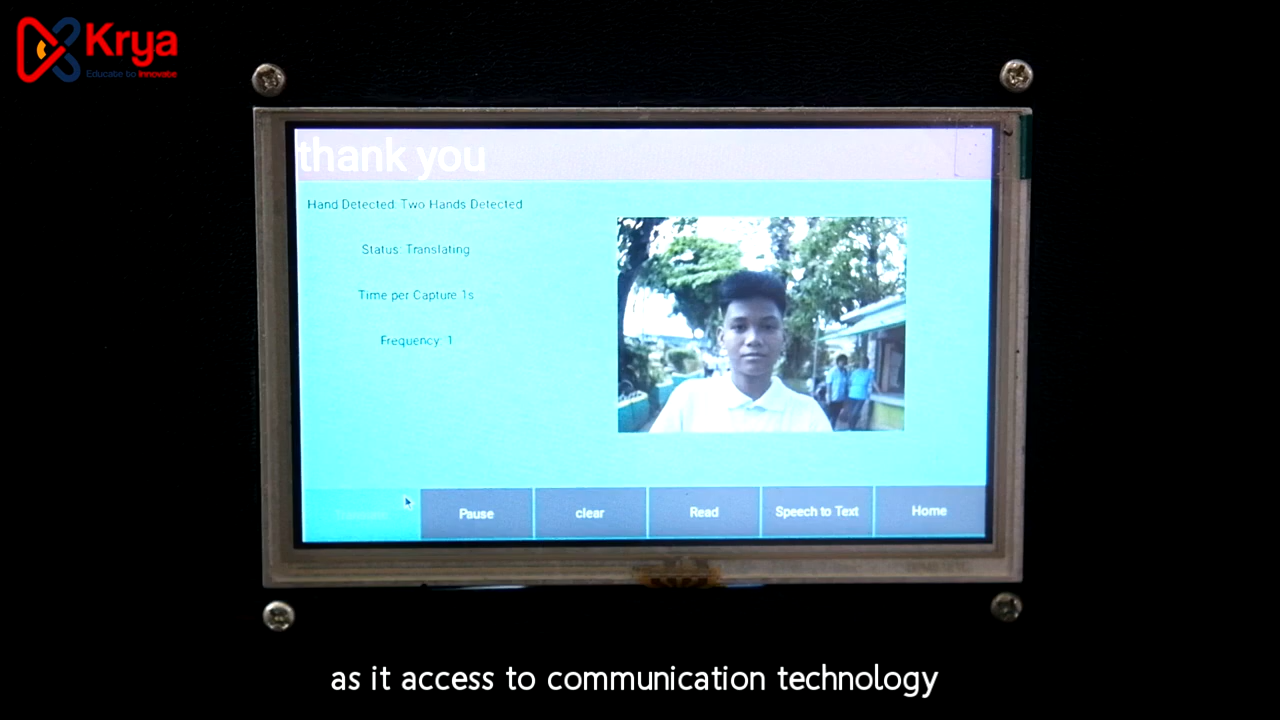 Krya
Educate to Innovate
thank you
Hand Detected: Two Hands Detected
Status: Translating
Time per Capture 1s
Frequency: 1
Pause
clear
Read
Speech to Text
Home
as it access to communication technology